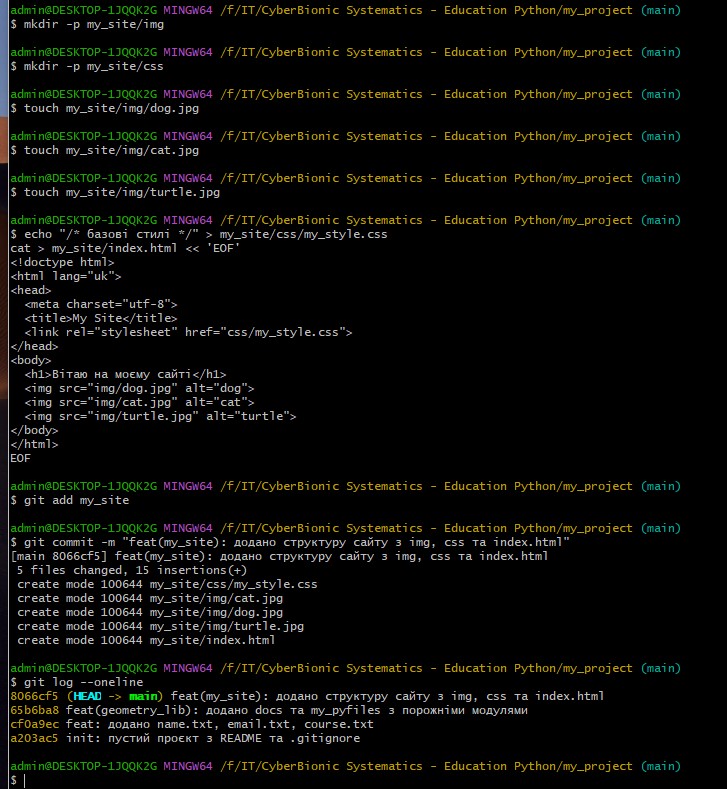 admin@DESKTOP-1JQQK2G MINGW64 /f/IT/CyberBionic Systematics - Education Python/my_project (main)
$ mkdir -p my_site/img
admin@DESKTOP-1JQQK2G MINGW64 /f/IT/CyberBionic Systematics - Education Python/my_project (main)
$ mkdir -p my_site/css
admin@DESKTOP-1JQQK2G MINGW64 /f/IT/CyberBionic Systematics - Education Python/my_project (main)
$ touch my_site/img/dog.jpg
admin@DESKTOP-1JQQK2G MINGW64 /f/IT/CyberBionic Systematics - Education Python/my_project (main)
$ touch my_site/img/cat.jpg
admin@DESKTOP-1JQQK2G MINGW64 /f/IT/CyberBionic Systematics - Education Python/my_project (main)
$ touch my_site/img/turtle.jpg
admin@DESKTOP-1JQQK2G MINGW64 /f/IT/CyberBionic Systematics - Education Python/my_project (main)
$ echo "/* базові стилі */" > my_site/css/my_style.css
cat > my_site/index.html << 'EOF'
<!doctype html>
<html lang="uk">
<head>
  <meta charset="utf-8">
  <title>My Site</title>
  <link rel="stylesheet" href="css/my_style.css">
</head>
<body>
  <h1>Вітаю на моєму сайті</h1>
  <img src="img/dog.jpg" alt="dog">
  <img src="img/cat.jpg" alt="cat">
  <img src="img/turtle.jpg" alt="turtle">
</body>
</html>
EOF
admin@DESKTOP-1JQQK2G MINGW64 /f/IT/CyberBionic Systematics - Education Python/my_project (main)
$ git add my_site
admin@DESKTOP-1JQQK2G MINGW64 /f/IT/CyberBionic Systematics - Education Python/my_project (main)
$ git commit -m "feat(my_site): додано структуру сайту з img, css та index.html"
[main 8066cf5] feat(my_site): додано структуру сайту з img, css та index.html
 5 files changed, 15 insertions(+)
 create mode 100644 my_site/css/my_style.css
 create mode 100644 my_site/img/cat.jpg
 create mode 100644 my_site/img/dog.jpg
 create mode 100644 my_site/img/turtle.jpg
 create mode 100644 my_site/index.html
admin@DESKTOP-1JQQK2G MINGW64 /f/IT/CyberBionic Systematics - Education Python/my_project (main)
$ git log --oneline
8066cf5 (HEAD -> main) feat(my_site): додано структуру сайту з img, css та index.html
65b6ba8 feat(geometry_lib): додано docs та my_pyfiles з порожніми модулями
cf0a9ec feat: додано name.txt, email.txt, course.txt
a203ac5 init: пустий проєкт з README та .gitignore
admin@DESKTOP-1JQQK2G MINGW64 /f/IT/CyberBionic Systematics - Education Python/my_project (main)
$